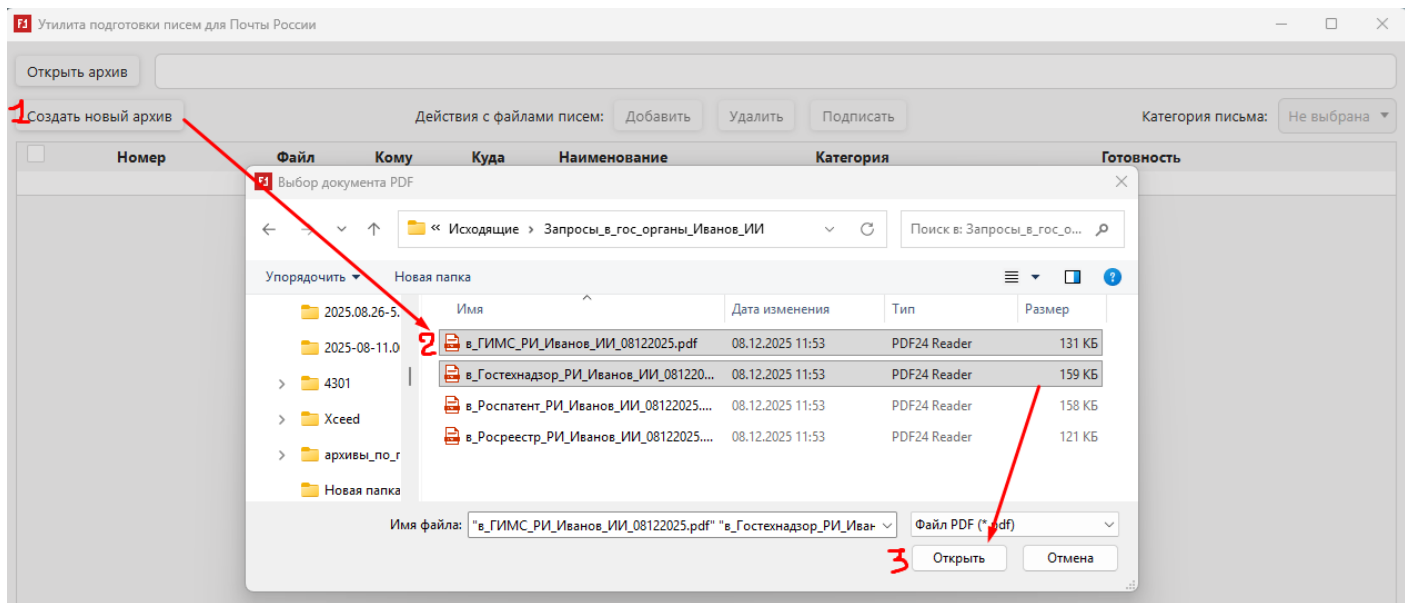 Утилита подготовки писем для Почты России
Открыть архив
1 Создать новый архив
Действия с файлами писем: Добавить Удалить Подписать
Категория письма: Не выбрана
Номер Файл Кому Куда Наименование Категория Готовность
Выбор документа PDF
« Исходящие › Запросы_в_гос_органы_Иванов_ИИ
Поиск в: Запросы_в_гос_о...
Упорядочить Новая папка
Имя Дата изменения Тип Размер
2025.08.26-5.
2 в_ГИМС_РИ_Иванов_ИИ_08122025.pdf 08.12.2025 11:53 PDF24 Reader 131 КБ
2025-08-11.0
в_Гостехнадзор_РИ_Иванов_ИИ_081220... 08.12.2025 11:53 PDF24 Reader 159 КБ
4301
в_Роспатент_РИ_Иванов_ИИ_08122025.... 08.12.2025 11:53 PDF24 Reader 158 КБ
Xceed
в_Росреестр_РИ_Иванов_ИИ_08122025.... 08.12.2025 11:53 PDF24 Reader 121 КБ
архивы_по_г
Новая папка
Имя файла: "в_ГИМС_РИ_Иванов_ИИ_08122025.pdf" "в_Гостехнадзор_РИ_Иван
Файл PDF (*.pdf)
3 Открыть Отмена